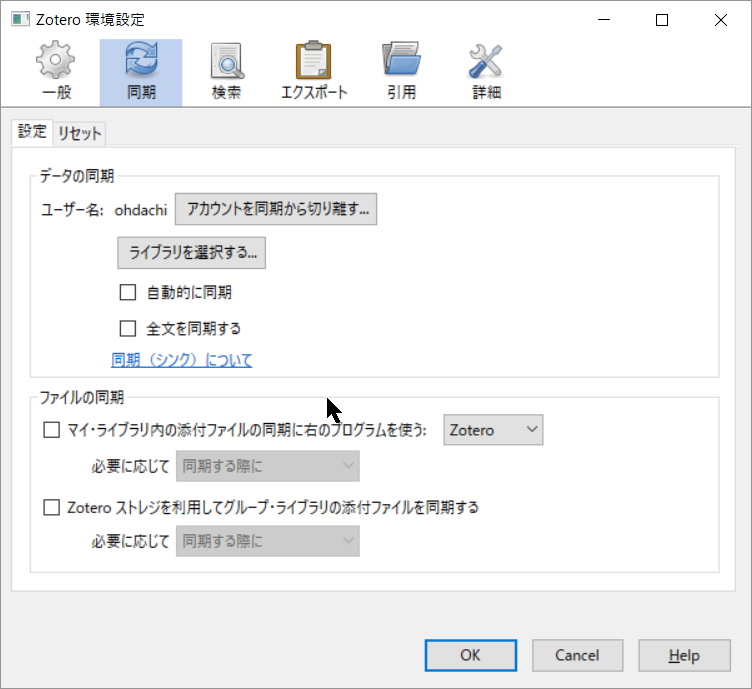 Zotero 環境設定
一般 同期 検索 エクスポート 引用 詳細
設定 リセット
データの同期
ユーザー名: ohdachi アカウントを同期から切り離す...
ライブラリを選択する...
自動的に同期
全文を同期する
同期（シンク）について
ファイルの同期
マイ・ライブラリ内の添付ファイルの同期に右のプログラムを使う: Zotero
必要に応じて 同期する際に
Zotero ストレジを利用してグループ・ライブラリの添付ファイルを同期する
必要に応じて 同期する際に
OK Cancel Help